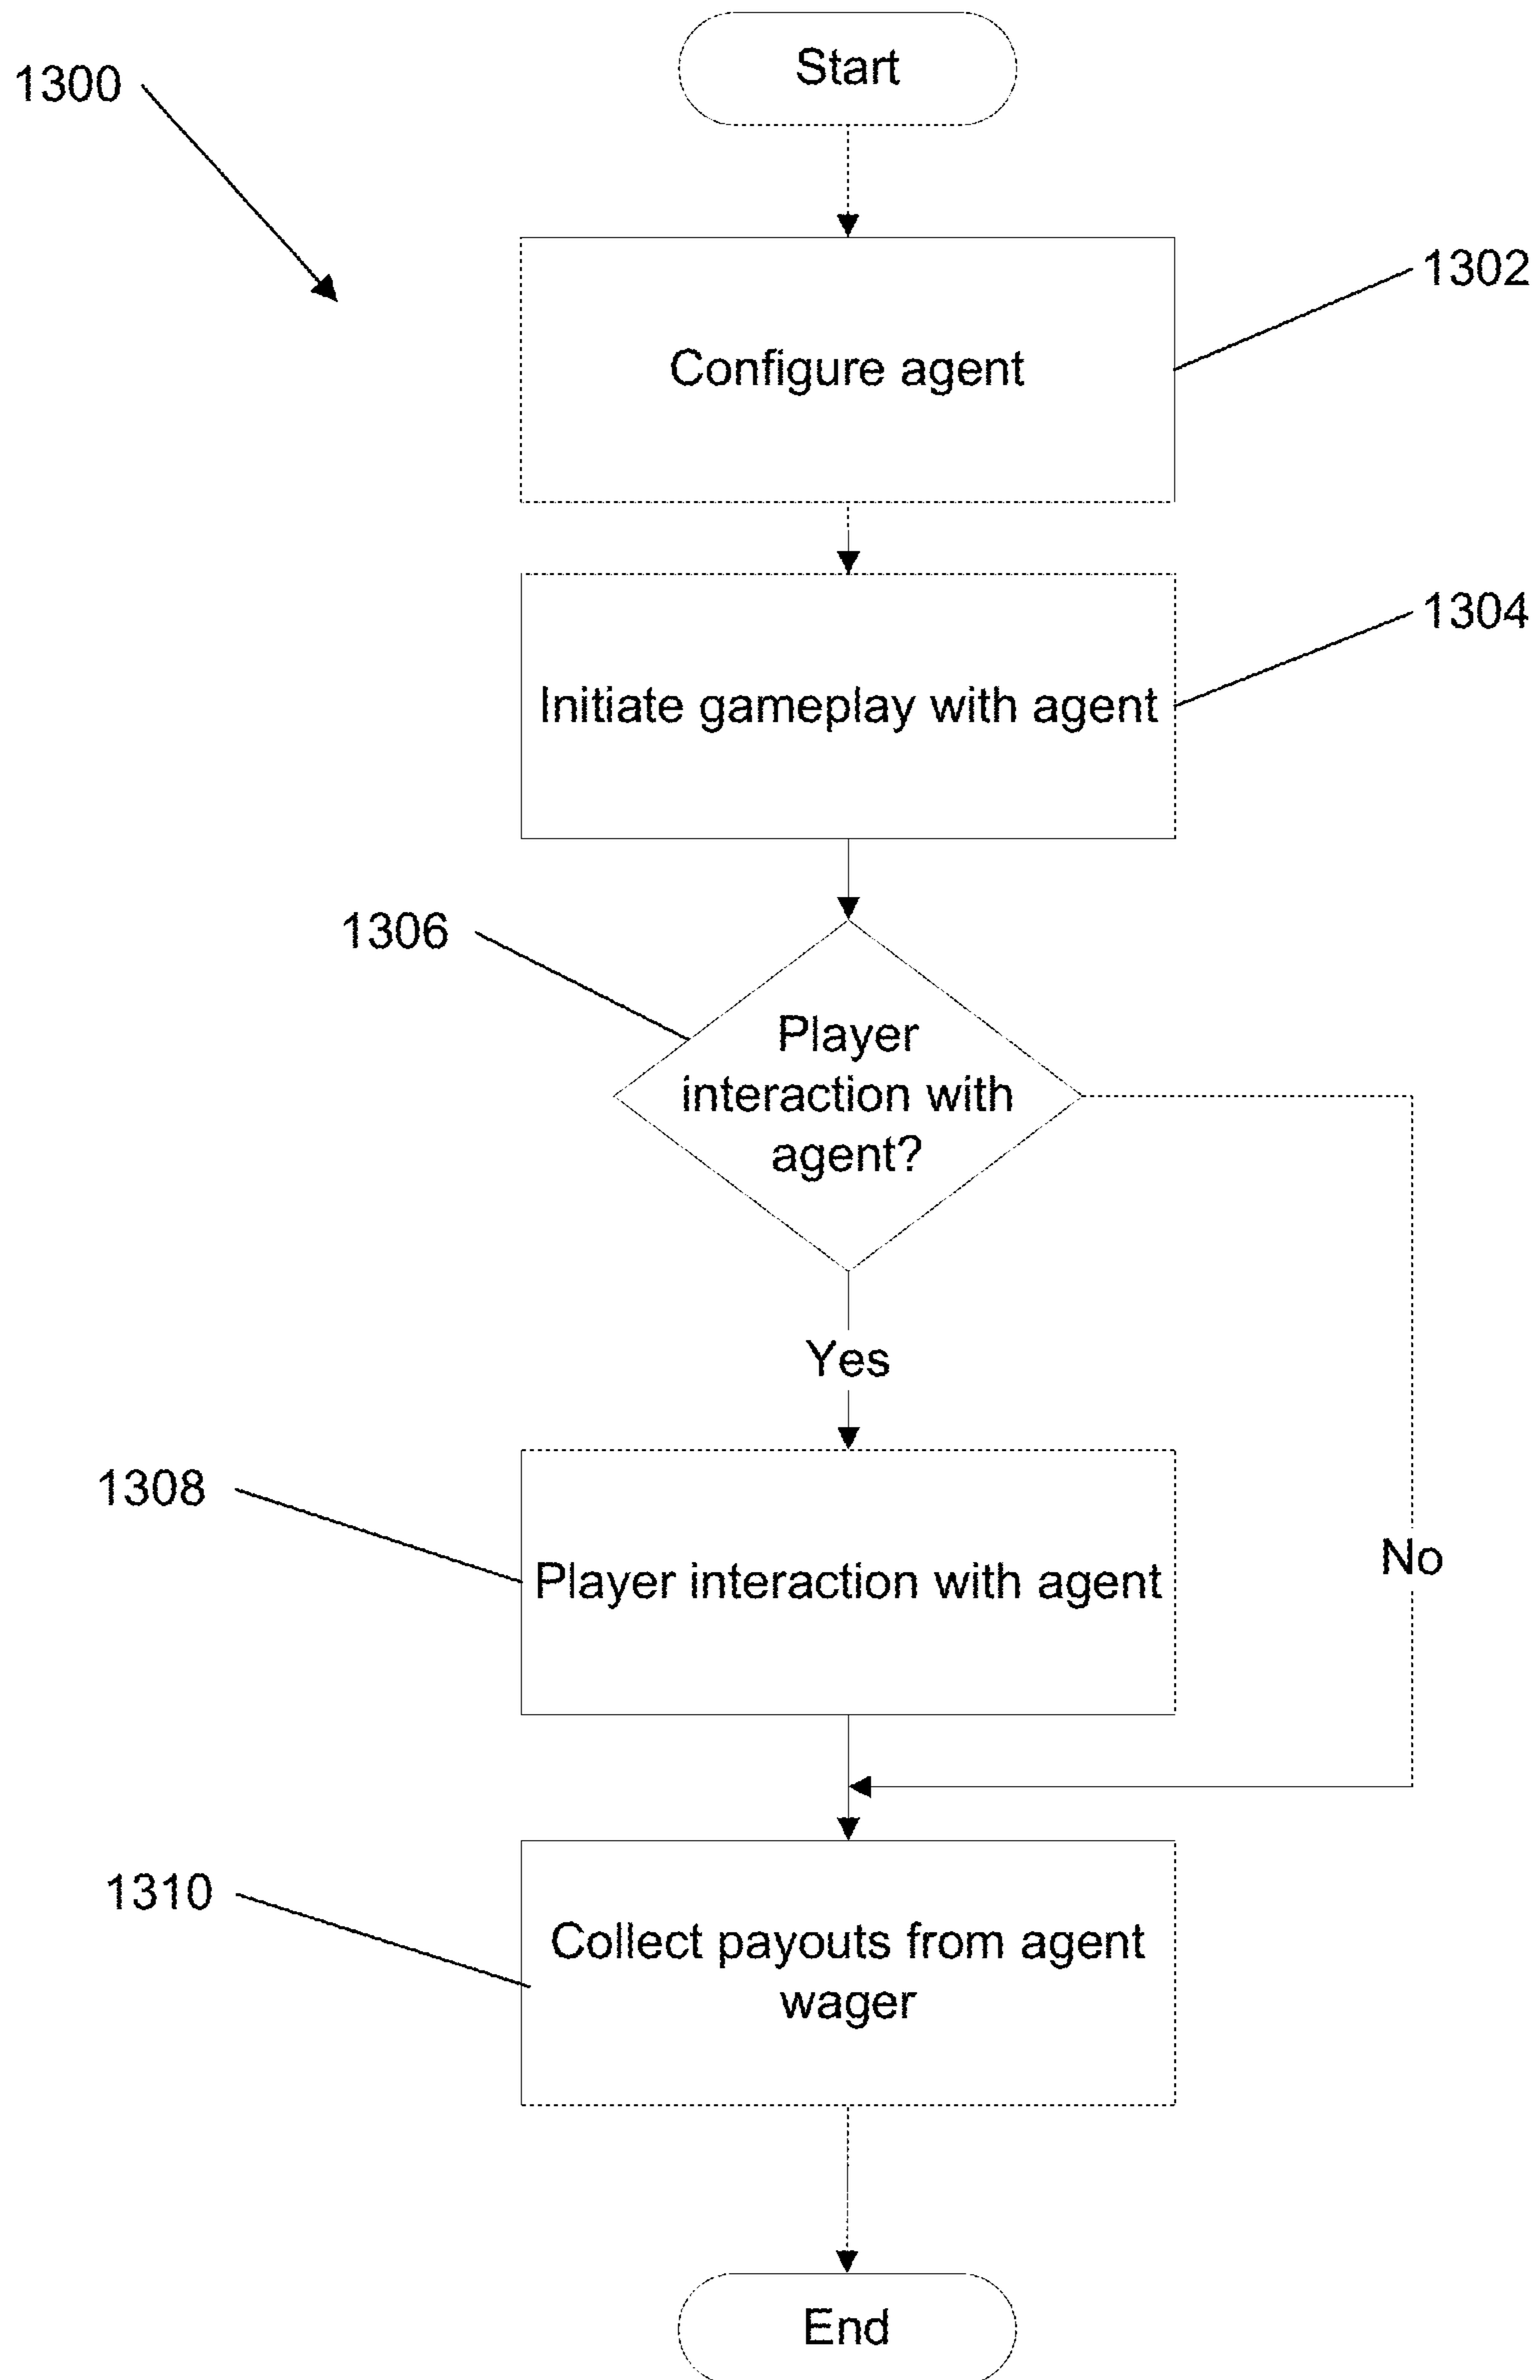 Start
1300
1302
Configure agent
1304
Initiate gameplay with agent
1306
Player
interaction with
agent?
Yes
1308
Player interaction with agent
No
1310
Collect payouts from agent
wager
End